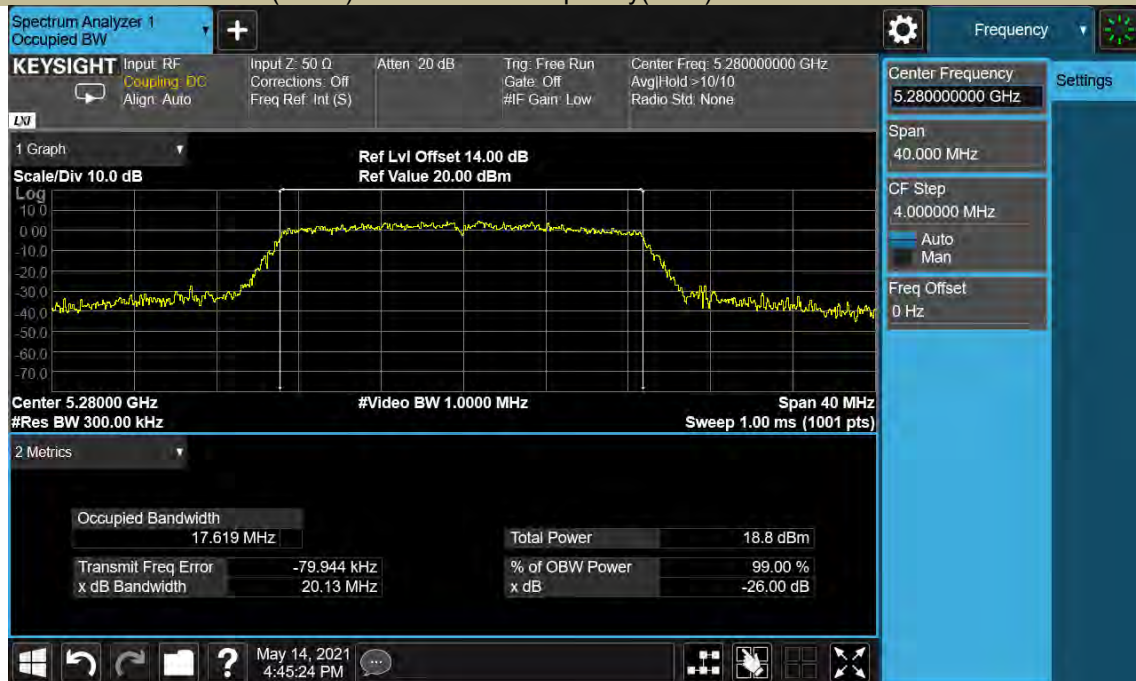 Spectrum Analyzer 1
Occupied BW
Frequency
KEYSIGHT
Input: RF
Coupling: DC
Align: Auto
Input Z: 50 Ω
Corrections: Off
Freq Ref: Int (S)
Atten: 20 dB
Trig: Free Run
Gate: Off
#IF Gain: Low
Center Freq: 5.280000000 GHz
Avg|Hold >10/10
Radio Std: None
LXI
Center Frequency
5.280000000 GHz
Settings
Span
40.000 MHz
CF Step
4.000000 MHz
Auto
Man
Freq Offset
0 Hz
1 Graph
Scale/Div 10.0 dB
Ref Lvl Offset 14.00 dB
Ref Value 20.00 dBm
Log
10.0
0.00
-10.0
-20.0
-30.0
-40.0
-50.0
-60.0
-70.0
Center 5.28000 GHz
#Video BW 1.0000 MHz
Span 40 MHz
#Res BW 300.00 kHz
Sweep 1.00 ms (1001 pts)
2 Metrics
Occupied Bandwidth
17.619 MHz
Total Power 18.8 dBm
Transmit Freq Error -79.944 kHz
% of OBW Power 99.00 %
x dB Bandwidth 20.13 MHz
x dB -26.00 dB
May 14, 2021
4:45:24 PM